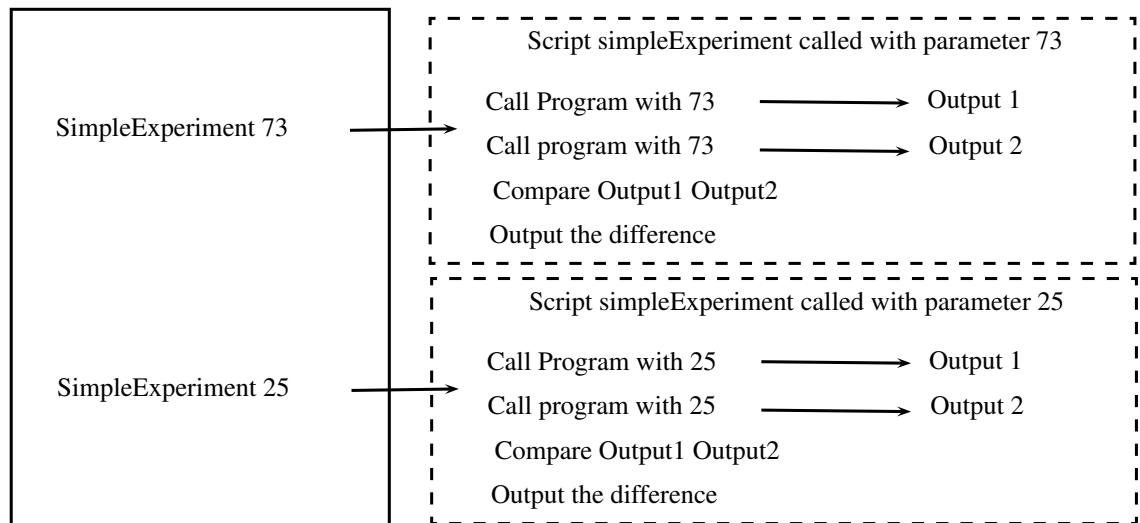 Script simpleExperiment called with parameter 73
SimpleExperiment 73
Call Program with 73 Output 1
Call program with 73 Output 2
Compare Output1 Output2
Output the difference
Script simpleExperiment called with parameter 25
SimpleExperiment 25
Call Program with 25 Output 1
Call program with 25 Output 2
Compare Output1 Output2
Output the difference